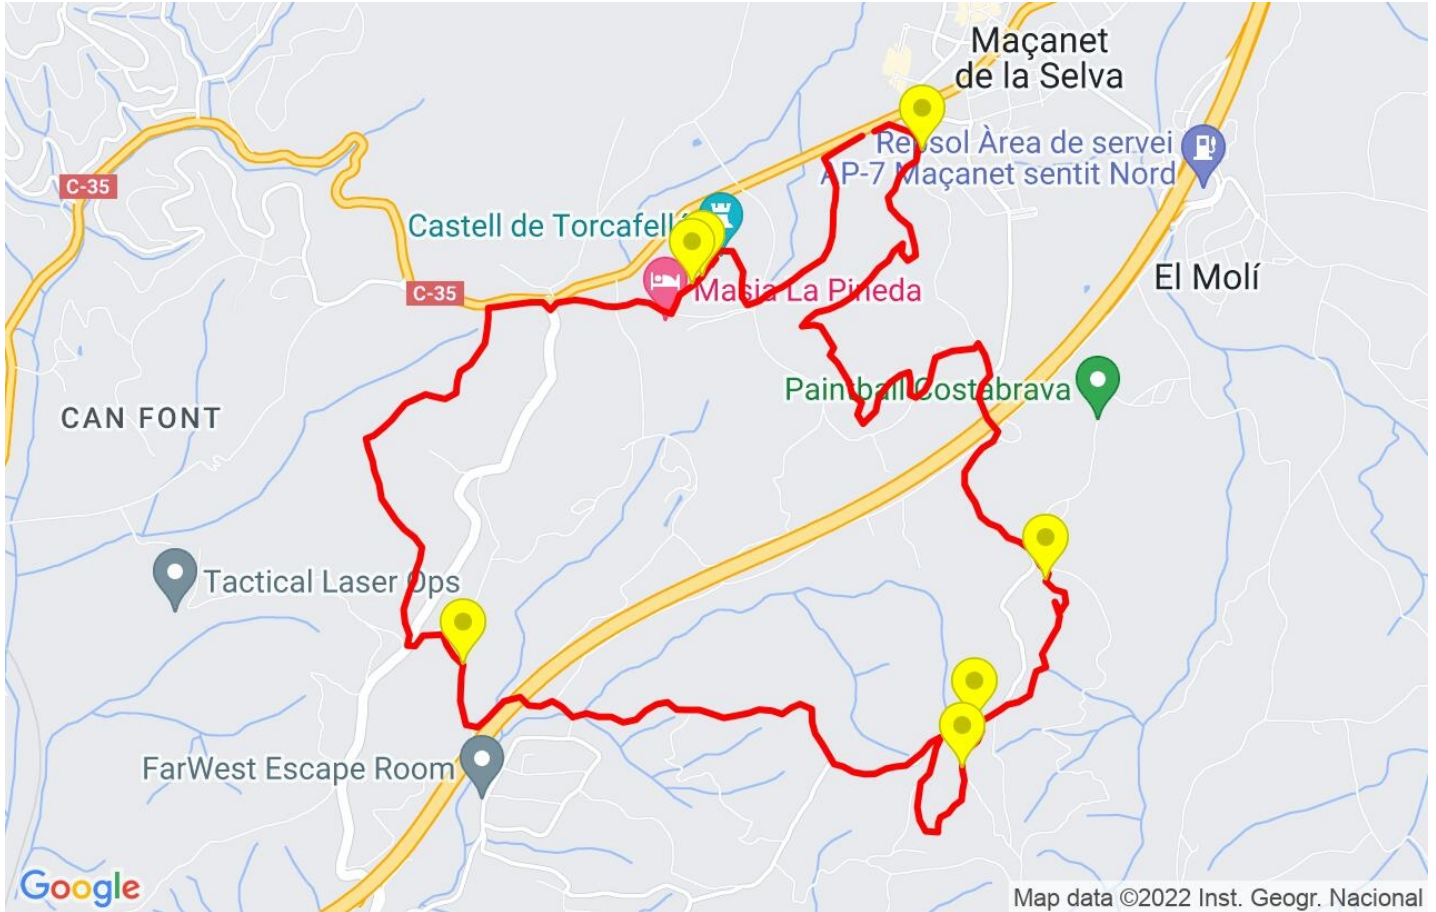 Maçanet
de la Selva
Repsol Àrea de servei
AP-7 Maçanet sentit Nord
C-35
Castell de Torcafell
El Molí
C-35
Masia La Pineda
Paintball Costabrava
CAN FONT
Tactical Laser Ops
FarWest Escape Room
Google
Map data ©2022 Inst. Geogr. Nacional